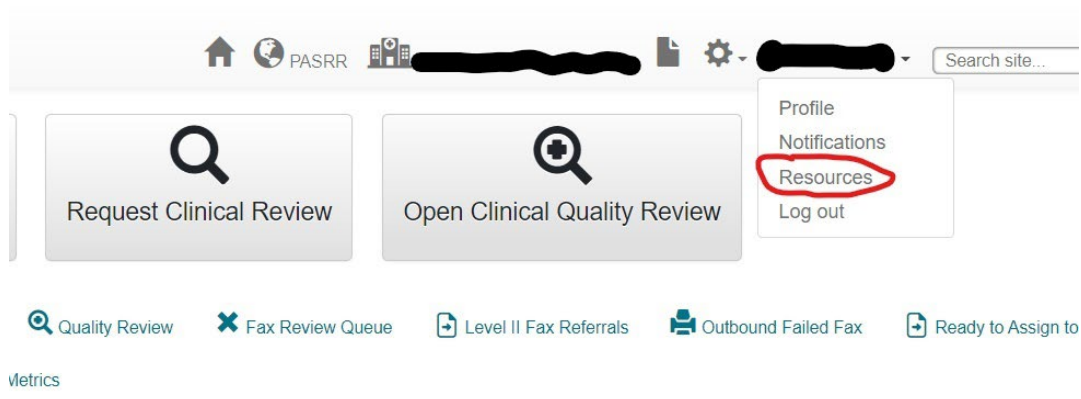 PASRR
Search site...
Profile
Notifications
Resources
Log out
Request Clinical Review
Open Clinical Quality Review
Quality Review
Fax Review Queue
Level II Fax Referrals
Outbound Failed Fax
Ready to Assign to
Metrics